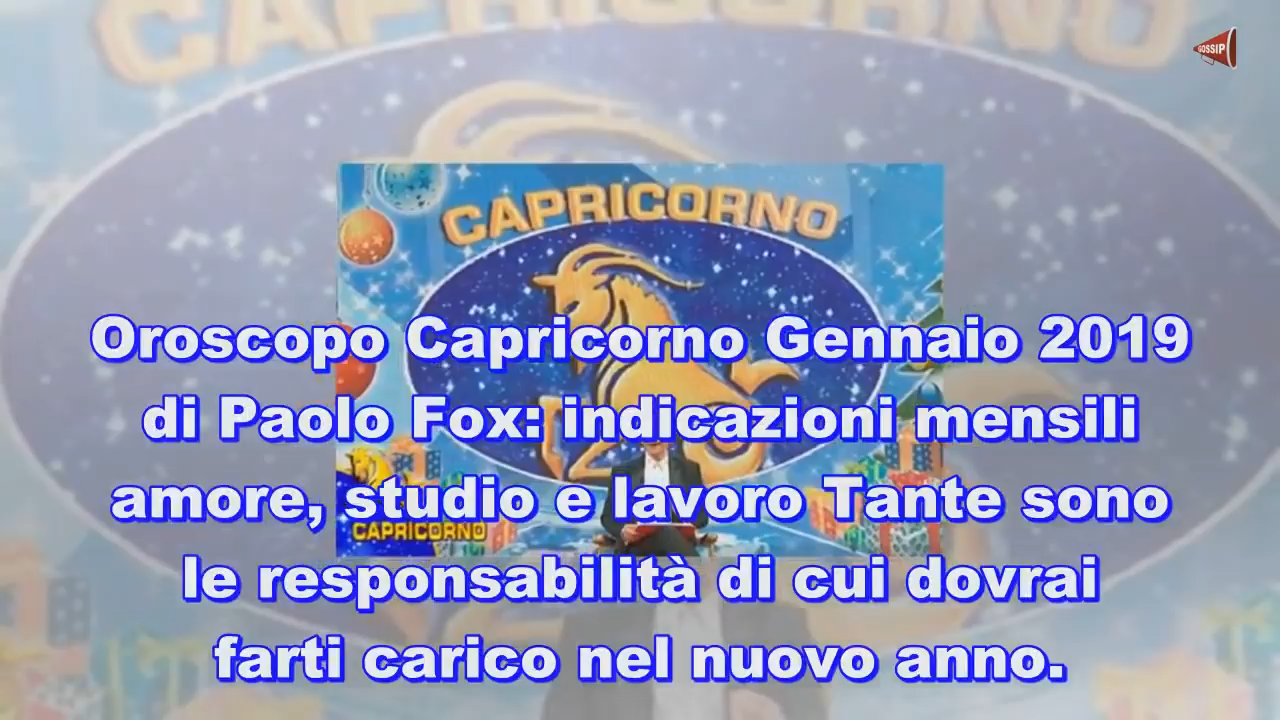 CAPRICORNO
GOSSIP
CAPRICORNO
Oroscopo Capricorno Gennaio 2019
di Paolo Fox: indicazioni mensili
amore, studio e lavoro Tante sono
CAPRICORNO
le responsabilità di cui dovrai
farti carico nel nuovo anno.